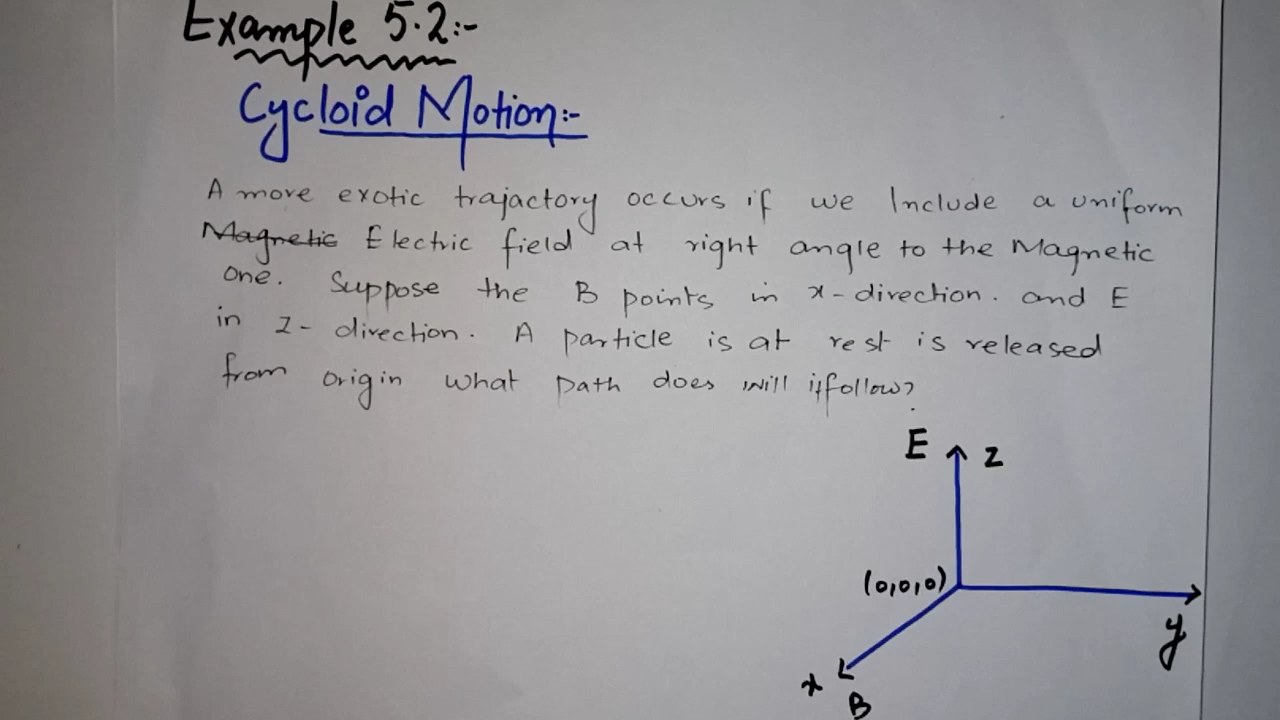 Example 5.2:-
Cycloid Motion:-
A more exotic trajactory occurs if we Include a uniform
Magnetic Electric field at right angle to the Magnetic
one. Suppose the B points in x-direction. and E
in z-direction. A particle is at rest is released
from origin what path does will itfollow?
E z
(0,0,0)
y
x
B